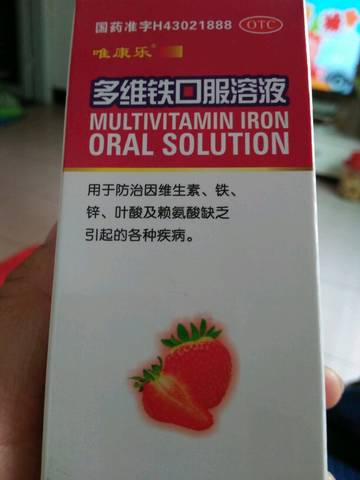 国药准字H43021888 OTC
唯康乐
多维铁口服溶液
MULTIVITAMIN IRON
ORAL SOLUTION
用于防治因维生素、铁、
锌、叶酸及赖氨酸缺乏
引起的各种疾病。